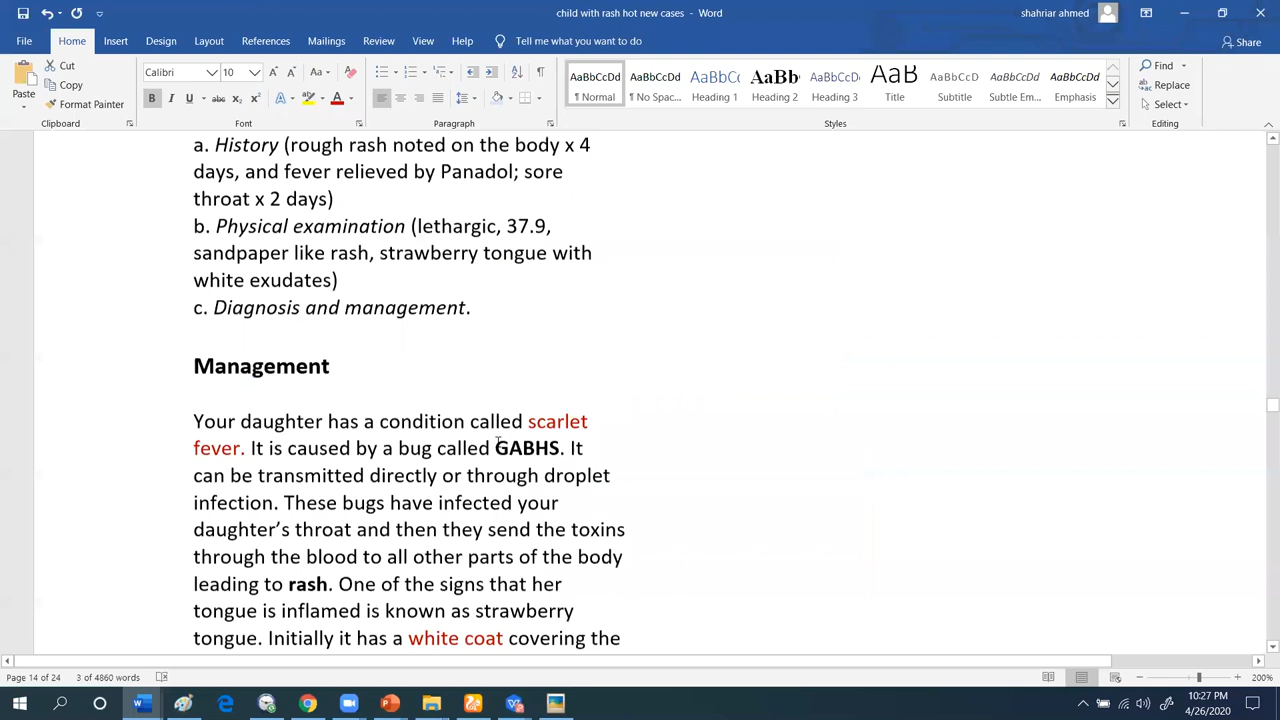 child with rash hot new cases - Word
shahriar ahmed
File Home Insert Design Layout References Mailings Review View Help Tell me what you want to do Share
Cut
Copy
Format Painter
Paste
Clipboard
Calibri 10
Font
Paragraph
AaBbCcDd AaBbCcDd AaBbC AaBb AaBbCcD AaB AaBbCcD AaBbCcDd AaBbCcDd
¶ Normal ¶ No Spac... Heading 1 Heading 2 Heading 3 Title Subtitle Subtle Em... Emphasis
Styles
Find
Replace
Select
Editing
a. History (rough rash noted on the body x 4
days, and fever relieved by Panadol; sore
throat x 2 days)
b. Physical examination (lethargic, 37.9,
sandpaper like rash, strawberry tongue with
white exudates)
c. Diagnosis and management.
Management
Your daughter has a condition called scarlet
fever. It is caused by a bug called GABHS. It
can be transmitted directly or through droplet
infection. These bugs have infected your
daughter’s throat and then they send the toxins
through the blood to all other parts of the body
leading to rash. One of the signs that her
tongue is inflamed is known as strawberry
tongue. Initially it has a white coat covering the
Page 14 of 24 3 of 4860 words 200%
10:27 PM
4/26/2020